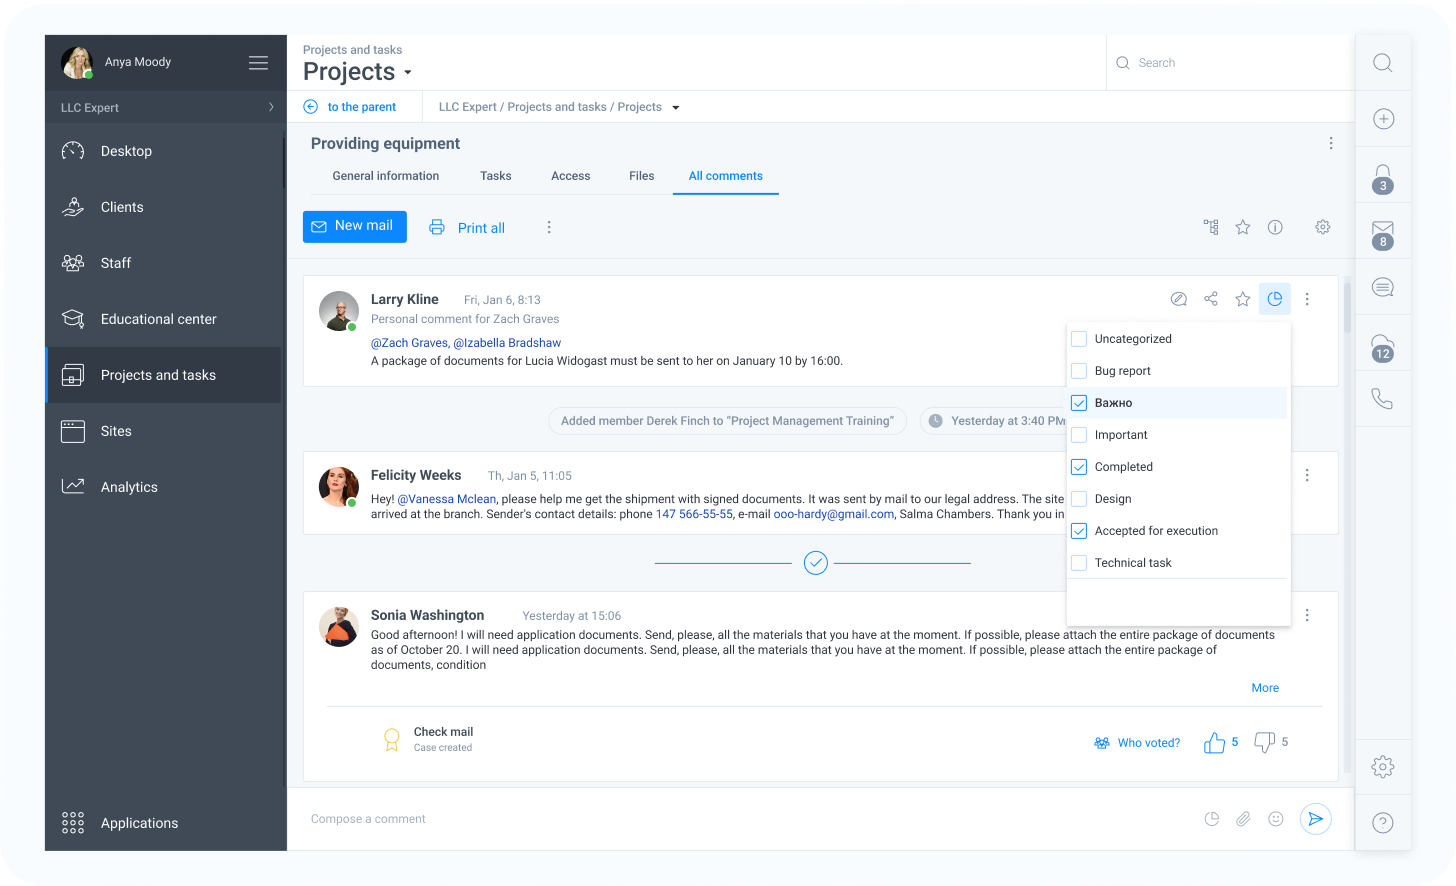 Anya Moody
LLC Expert
Desktop
Clients
Staff
Educational center
Projects and tasks
Sites
Analytics
Applications
Projects and tasks
Projects
Search
to the parent
LLC Expert / Projects and tasks / Projects
Providing equipment
General information
Tasks
Access
Files
All comments
New mail
Print all
Larry Kline
Fri, Jan 6, 8:13
Personal comment for Zach Graves
@Zach Graves, @Izabella Bradshaw
A package of documents for Lucia Widogast must be sent to her on January 10 by 16:00.
Added member Derek Finch to “Project Management Training”
Yesterday at 3:40 PM
Felicity Weeks
Th, Jan 5, 11:05
Hey! @Vanessa Mclean, please help me get the shipment with signed documents. It was sent by mail to our legal address. The site
arrived at the branch. Sender's contact details: phone 147 566-55-55, e-mail ooo-hardy@gmail.com, Salma Chambers. Thank you in
Uncategorized
Bug report
Важно
Important
Completed
Design
Accepted for execution
Technical task
Sonia Washington
Yesterday at 15:06
Good afternoon! I will need application documents. Send, please, all the materials that you have at the moment. If possible, please attach the entire package of documents
as of October 20. I will need application documents. Send, please, all the materials that you have at the moment. If possible, please attach the entire package of
documents, condition
More
Check mail
Case created
Who voted?
5
5
Compose a comment
3
8
12